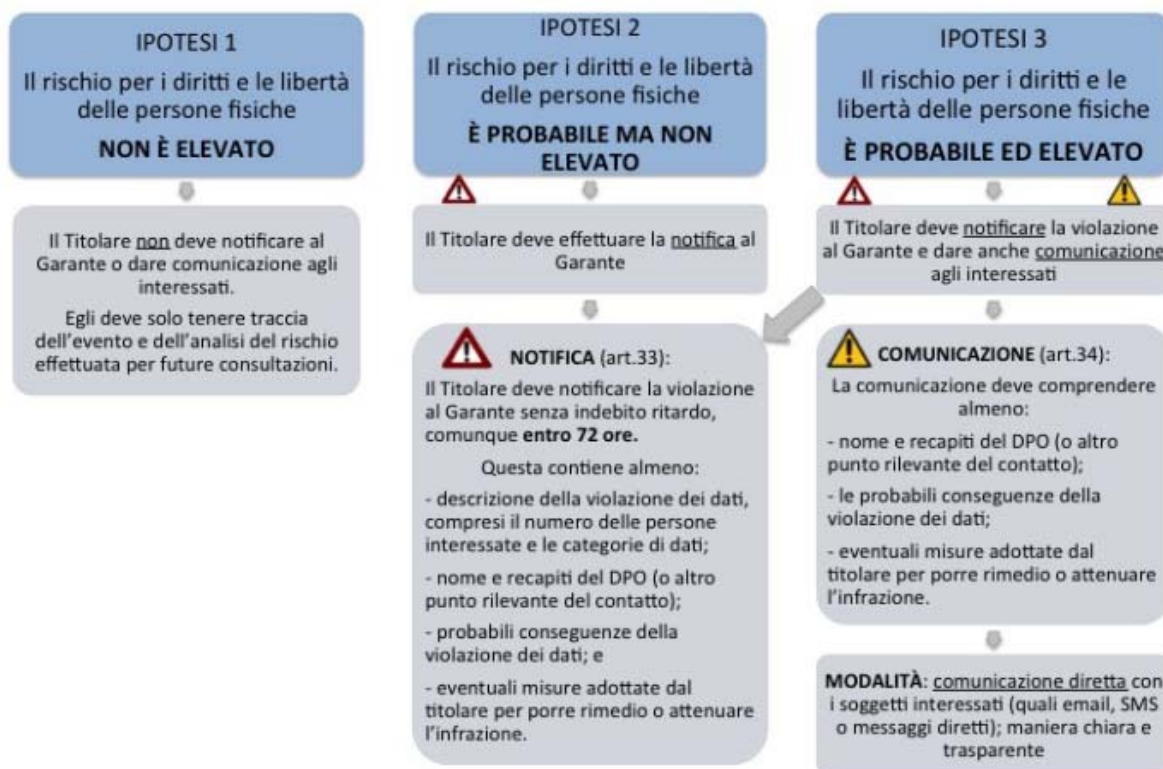 IPOTESI 1
Il rischio per i diritti e le libertà
delle persone fisiche
NON È ELEVATO
Il Titolare non deve notificare al
Garante o dare comunicazione agli
interessati.
Egli deve solo tenere traccia
dell'evento e dell'analisi del rischio
effettuata per future consultazioni.
IPOTESI 2
Il rischio per i diritti e le libertà
delle persone fisiche
È PROBABILE MA NON
ELEVATO
Il Titolare deve effettuare la notifica al
Garante
NOTIFICA (art.33):
Il Titolare deve notificare la violazione
al Garante senza indebito ritardo,
comunque entro 72 ore.
Questa contiene almeno:
- descrizione della violazione dei dati,
compresi il numero delle persone
interessate e le categorie di dati;
- nome e recapiti del DPO (o altro
punto rilevante del contatto);
- probabili conseguenze della
violazione dei dati; e
- eventuali misure adottate dal
titolare per porre rimedio o attenuare
l'infrazione.
IPOTESI 3
Il rischio per i diritti e le
libertà delle persone fisiche
È PROBABILE ED ELEVATO
Il Titolare deve notificare la violazione
al Garante e dare anche comunicazione
agli interessati
COMUNICAZIONE (art.34):
La comunicazione deve comprendere
almeno:
- nome e recapiti del DPO (o altro
punto rilevante del contatto);
- le probabili conseguenze della
violazione dei dati;
- eventuali misure adottate dal
titolare per porre rimedio o attenuare
l'infrazione.
MODALITÀ: comunicazione diretta con
i soggetti interessati (quali email, SMS
o messaggi diretti); maniera chiara e
trasparente